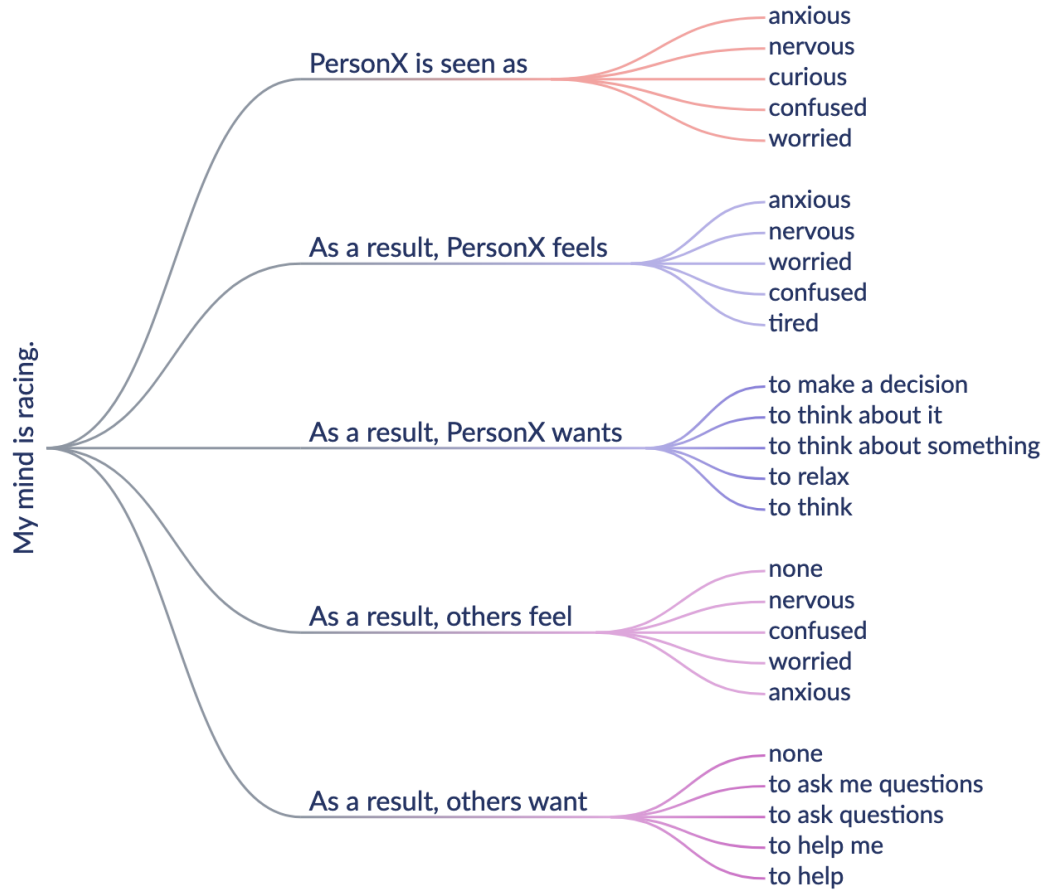 My mind is racing.
PersonX is seen as
anxious
nervous
curious
confused
worried
As a result, PersonX feels
anxious
nervous
worried
confused
tired
As a result, PersonX wants
to make a decision
to think about it
to think about something
to relax
to think
As a result, others feel
none
nervous
confused
worried
anxious
As a result, others want
none
to ask me questions
to ask questions
to help me
to help